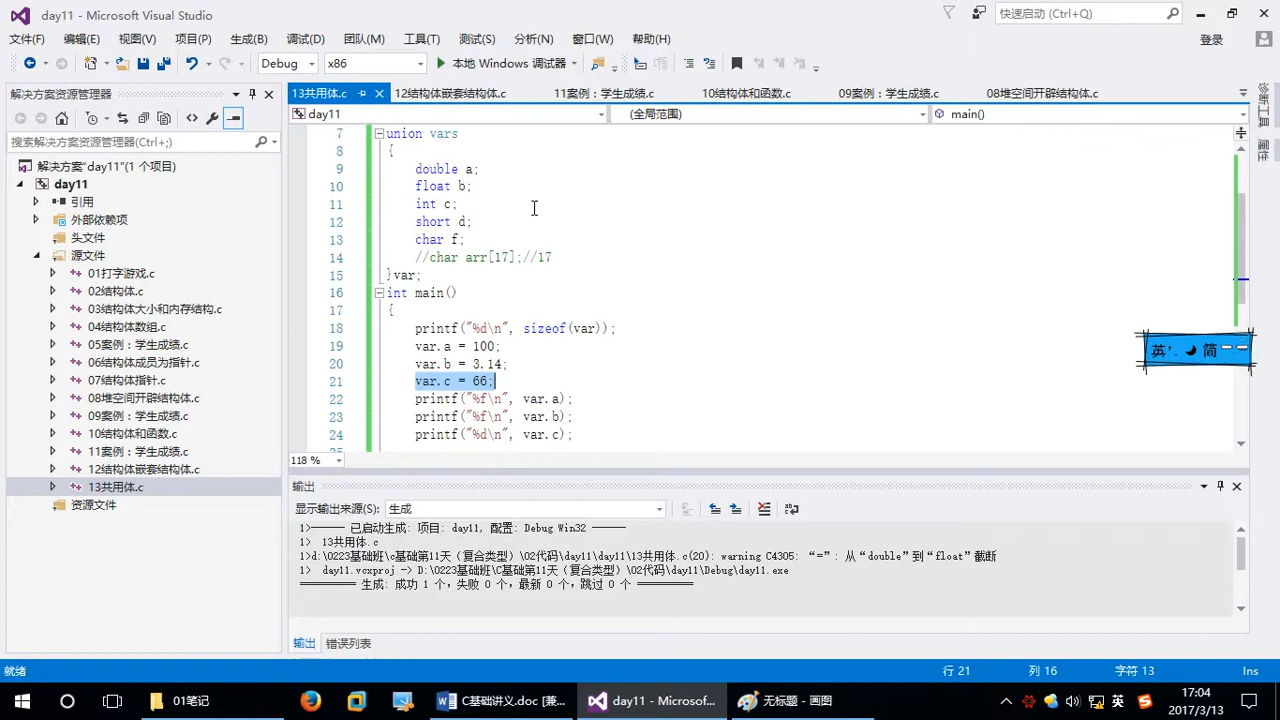 day11 - Microsoft Visual Studio
快速启动 (Ctrl+Q)
文件(F) 编辑(E) 视图(V) 项目(P) 生成(B) 调试(D) 团队(M) 工具(T) 测试(S) 分析(N) 窗口(W) 帮助(H)
登录
Debug x86 本地 Windows 调试器
解决方案资源管理器
搜索解决方案资源管理器(Ctrl+;)
解决方案"day11"(1 个项目)
day11
引用
外部依赖项
头文件
源文件
01打字游戏.c
02结构体.c
03结构体大小和内存结构.c
04结构体数组.c
05案例：学生成绩.c
06结构体成员为指针.c
07结构体指针.c
08堆空间开辟结构体.c
09案例：学生成绩.c
10结构体和函数.c
11案例：学生成绩.c
12结构体嵌套结构体.c
13共用体.c
资源文件
13共用体.c 12结构体嵌套结构体.c 11案例：学生成绩.c 10结构体和函数.c 09案例：学生成绩.c 08堆空间开辟结构体.c
day11 (全局范围) main()
7 union vars
8 {
9 double a;
10 float b;
11 int c;
12 short d;
13 char f;
14 //char arr[17];//17
15 }var;
16 int main()
17 {
18 printf("%d\n", sizeof(var));
19 var.a = 100;
20 var.b = 3.14;
21 var.c = 66;
22 printf("%f\n", var.a);
23 printf("%f\n", var.b);
24 printf("%d\n", var.c);
118 %
诊断工具
属性
英 简
输出
显示输出来源(S): 生成
1>------ 已启动生成: 项目: day11, 配置: Debug Win32 ------
1> 13共用体.c
1>d:\0223基础班\c基础第11天（复合类型）\02代码\day11\day11\13共用体.c(20): warning C4305: “=”: 从“double”到“float”截断
1> day11.vcxproj -> D:\0223基础班\C基础第11天（复合类型）\02代码\day11\Debug\day11.exe
========== 生成: 成功 1 个，失败 0 个，最新 0 个，跳过 0 个 ==========
输出 错误列表
就绪 行 21 列 16 字符 13 Ins
01笔记 C基础讲义.doc [兼... day11 - Microsof... 无标题 - 画图 英 17:04
2017/3/13